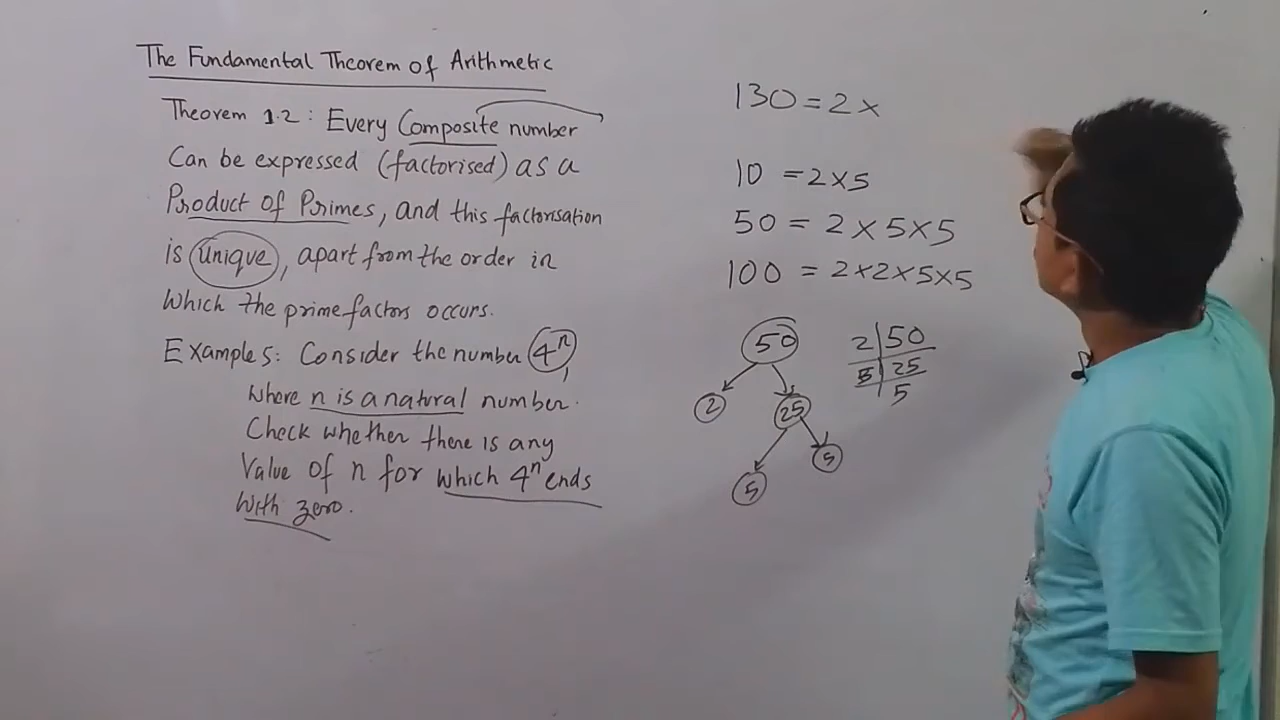 The Fundamental Theorem of Arithmetic
Theorem 1.2: Every Composite number
Can be expressed (factorised) as a
Product of Primes, and this factorisation
is unique, apart from the order in
Which the prime factors occurs.
Example 5: Consider the number 4ⁿ,
Where n is a natural number.
Check whether there is any
Value of n for which 4ⁿ ends
With zero.
130 = 2 ×
10 = 2 × 5
50 = 2 × 5 × 5
100 = 2 × 2 × 5 × 5
50
2 25
5 5
2 | 50
5 | 25
5